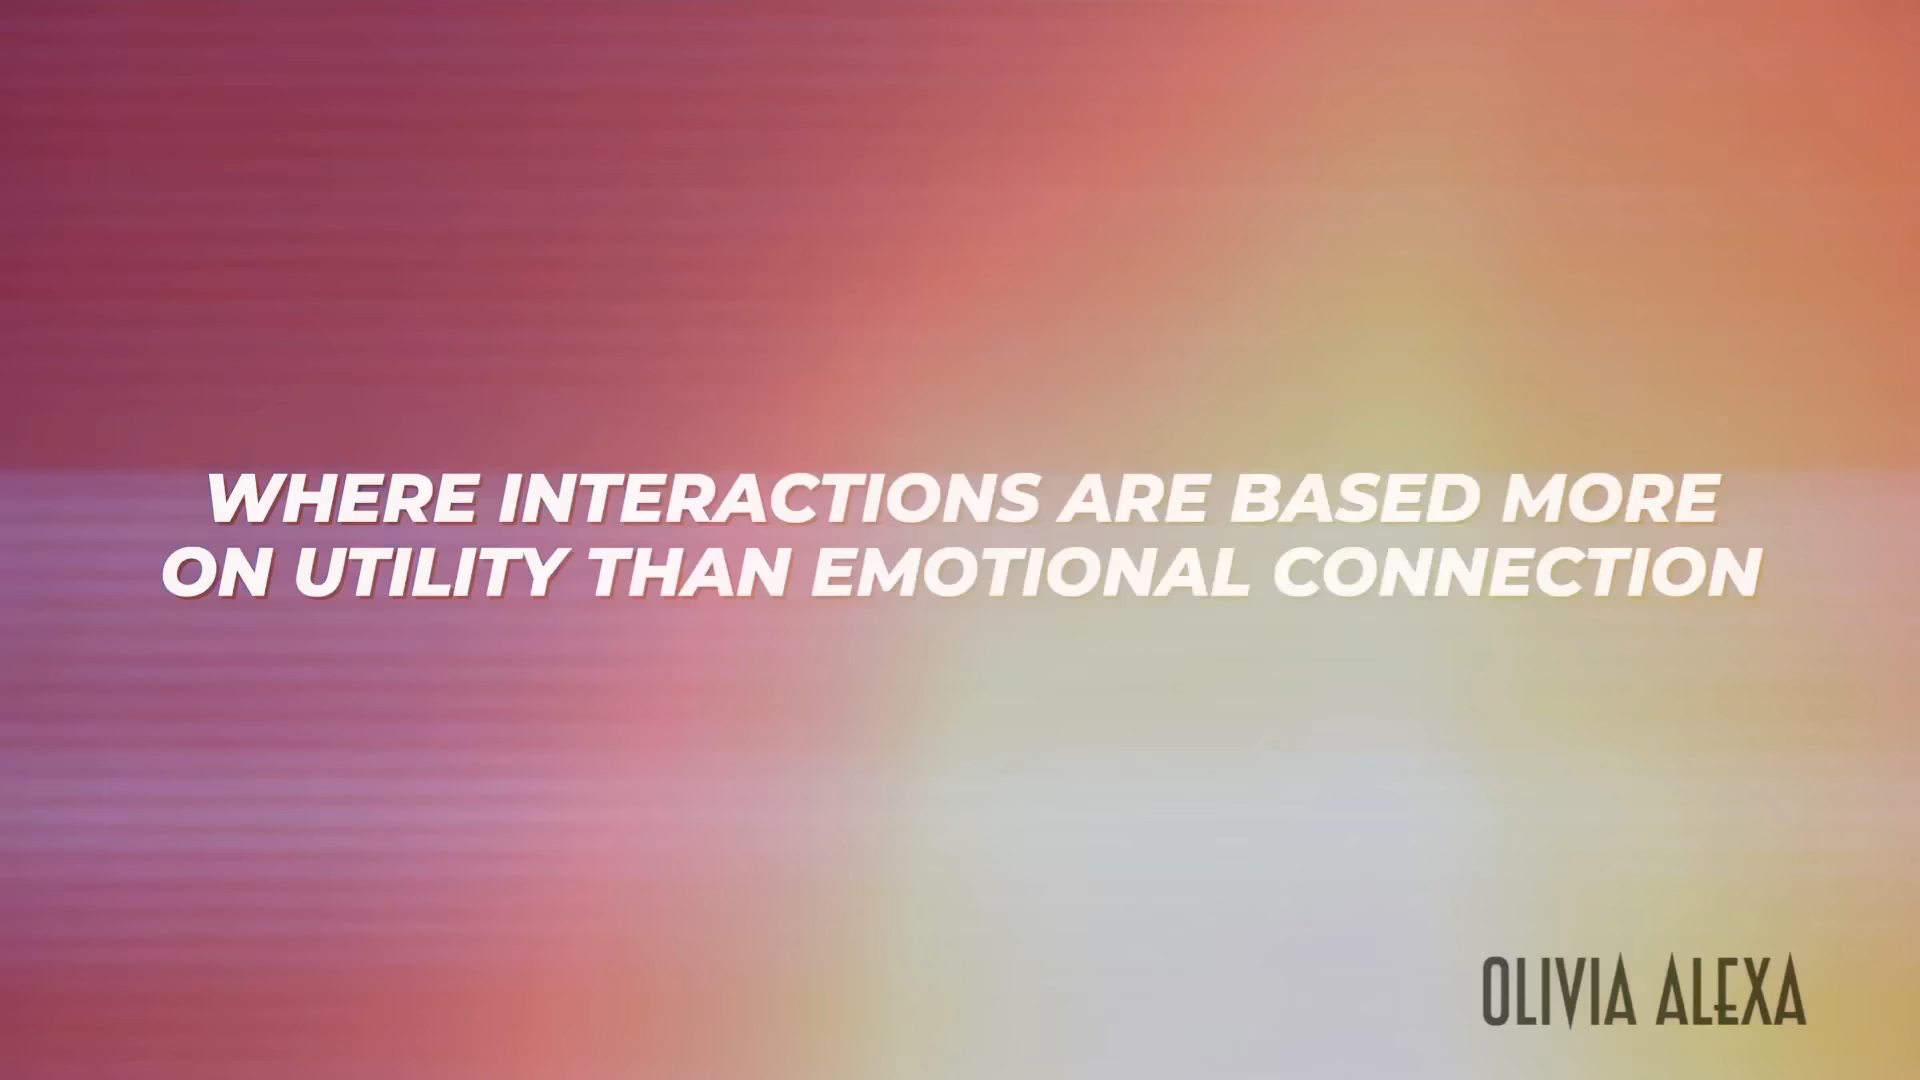 WHERE INTERACTIONS ARE BASED MORE
ON UTILITY THAN EMOTIONAL CONNECTION
OLIVIA ALEXA